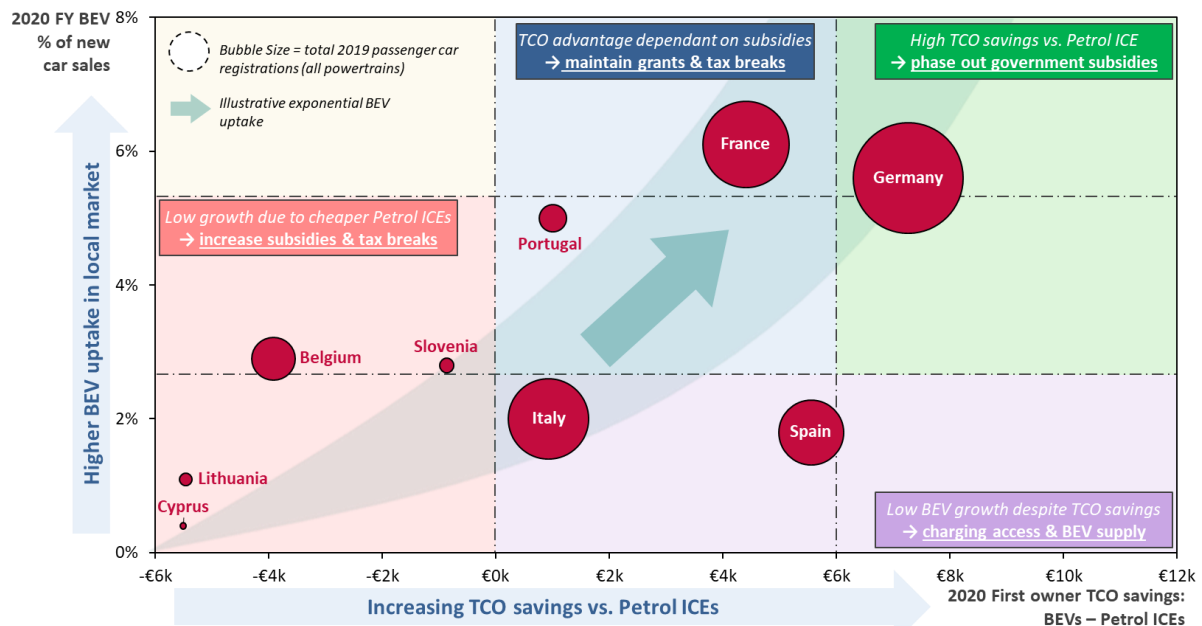 2020 FY BEV
% of new
car sales
Bubble Size = total 2019 passenger car
registrations (all powertrains)
Illustrative exponential BEV
uptake
TCO advantage dependant on subsidies
→ maintain grants & tax breaks
High TCO savings vs. Petrol ICE
→ phase out government subsidies
Low growth due to cheaper Petrol ICEs
→ increase subsidies & tax breaks
Low BEV growth despite TCO savings
→ charging access & BEV supply
Higher BEV uptake in local market
8%
6%
4%
2%
0%
France
Germany
Portugal
Belgium
Slovenia
Italy
Spain
Lithuania
Cyprus
-€6k -€4k -€2k €0k €2k €4k €6k €8k €10k €12k
Increasing TCO savings vs. Petrol ICEs
2020 First owner TCO savings:
BEVs – Petrol ICEs